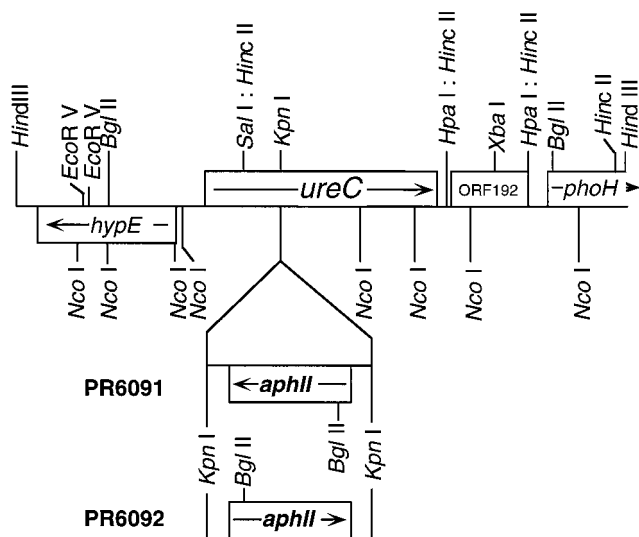 HindIII
EcoR V
EcoR V
Bgl II
Sal I : Hinc II
Kpn I
Hpa I : Hinc II
Xba I
Hpa I : Hinc II
Bgl II
Hinc II
Hind III
hypE
ureC
ORF192
phoH
Nco I
Nco I
Nco I
Nco I
Nco I
Nco I
Nco I
Nco I
PR6091
aphII
Kpn I
Bgl II
Bgl II
Kpn I
PR6092
aphII